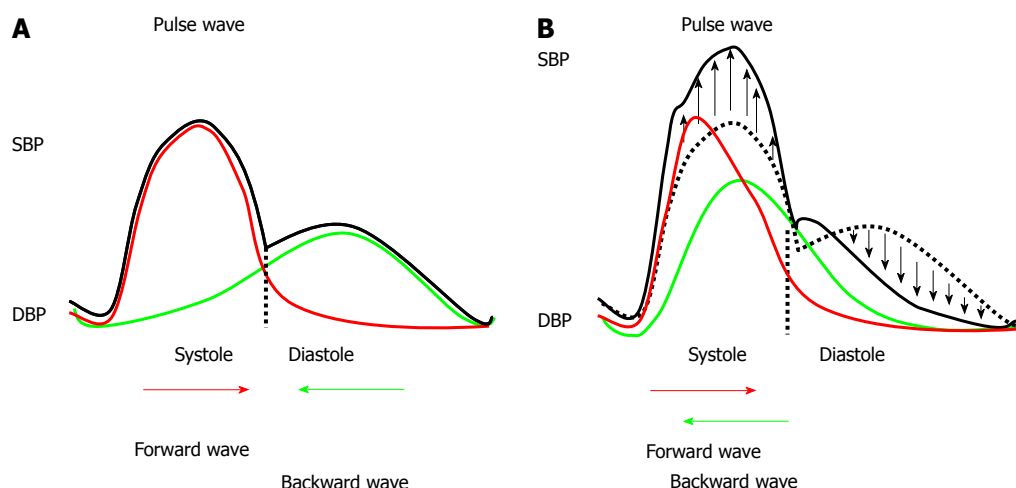 A
Pulse wave
SBP
DBP
Systole Diastole
Forward wave
Backward wave
B
Pulse wave
SBP
DBP
Systole Diastole
Forward wave
Backward wave